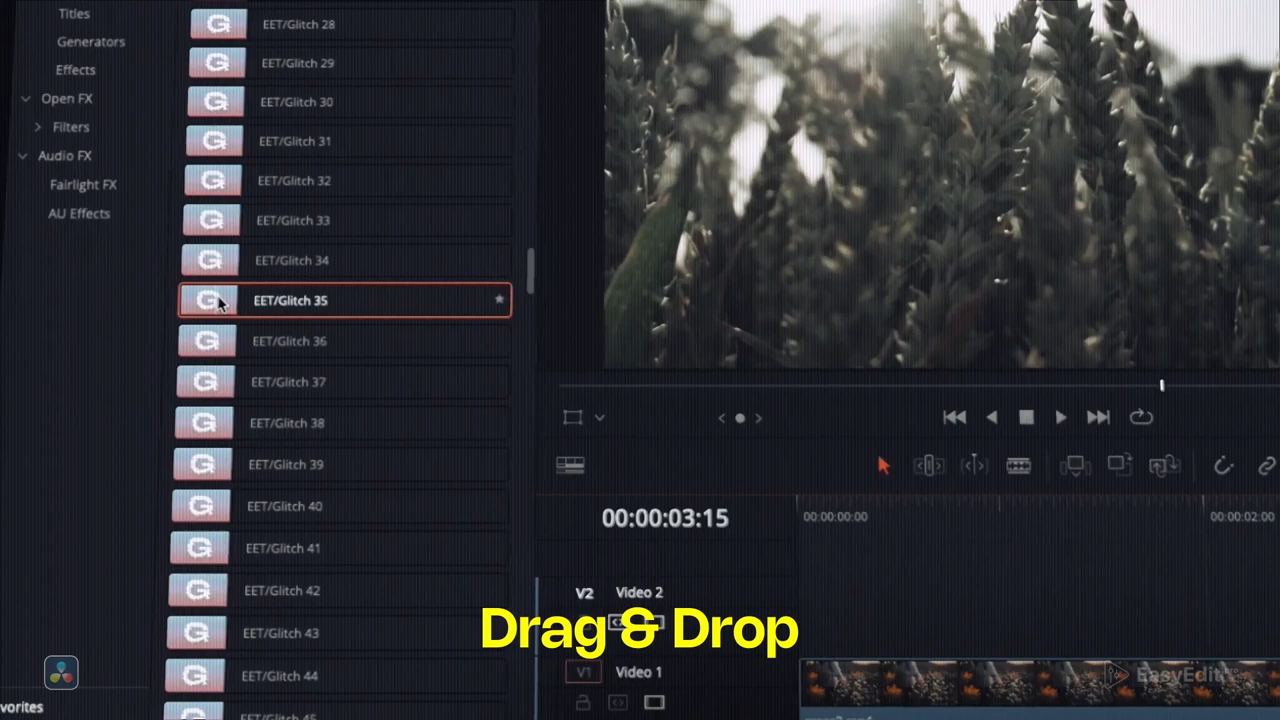 Titles
Generators
Effects
Open FX
Filters
Audio FX
Fairlight FX
AU Effects
vorites
EET/Glitch 28
EET/Glitch 29
EET/Glitch 30
EET/Glitch 31
EET/Glitch 32
EET/Glitch 33
EET/Glitch 34
EET/Glitch 35
EET/Glitch 36
EET/Glitch 37
EET/Glitch 38
EET/Glitch 39
EET/Glitch 40
EET/Glitch 41
EET/Glitch 42
EET/Glitch 43
EET/Glitch 44
EET/Glitch 45
00:00:03:15
00:00:00:00
00:00:02:00
V2 Video 2
Drag & Drop
V1 Video 1
EasyEdit